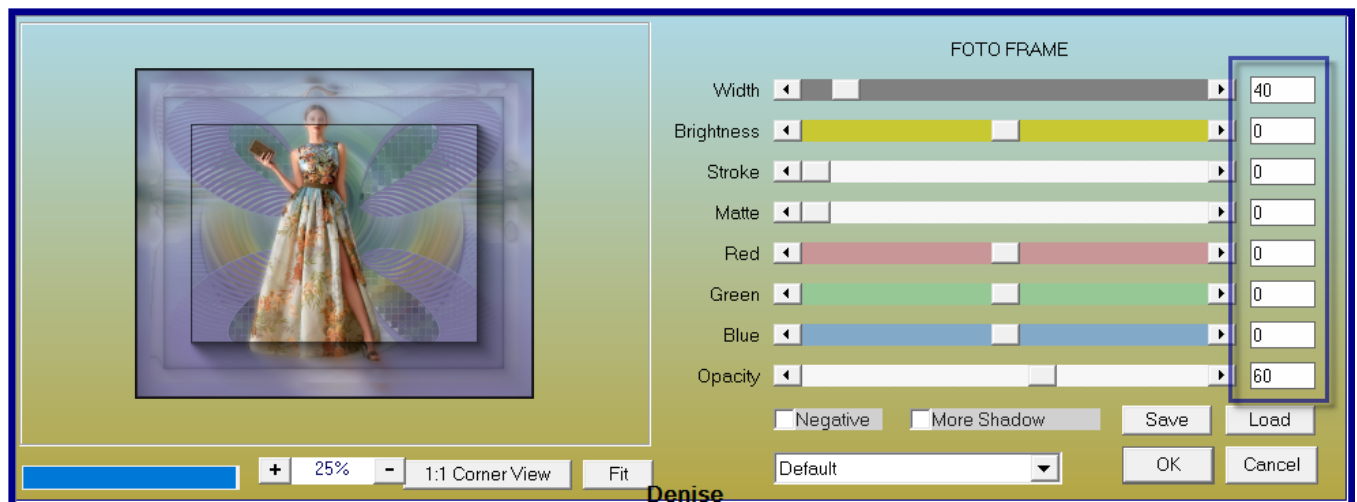 FOTO FRAME
Width 40
Brightness 0
Stroke 0
Matte 0
Red 0
Green 0
Blue 0
Opacity 60
Negative More Shadow Save Load
+ 25% - 1:1 Corner View Fit Default OK Cancel
Denise